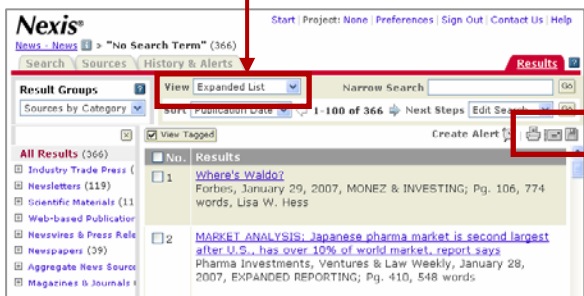 Nexis®
Start | Project: None | Preferences | Sign Out | Contact Us | Help
News - News > "No Search Term" (366)
Search Sources History & Alerts Results
Result Groups
View Expanded List
Narrow Search Go
Sources by Category
Sort Publication Date 1-100 of 366 Next Steps Edit Search Go
View Tagged
Create Alert
All Results (366)
No. Results
Industry Trade Press (
1 Where's Waldo?
Newsletters (119)
Forbes, January 29, 2007, MONEZ & INVESTING; Pg. 106, 774
Scientific Materials (11
words, Lisa W. Hess
Web-based Publication
Newswires & Press Rele
2 MARKET ANALYSIS; Japanese pharma market is second largest
Newspapers (39)
after U.S., has over 10% of world market, report says
Aggregate News Source
Pharma Investments, Ventures & Law Weekly, January 28,
Magazines & Journals (
2007, EXPANDED REPORTING; Pg. 410, 548 words